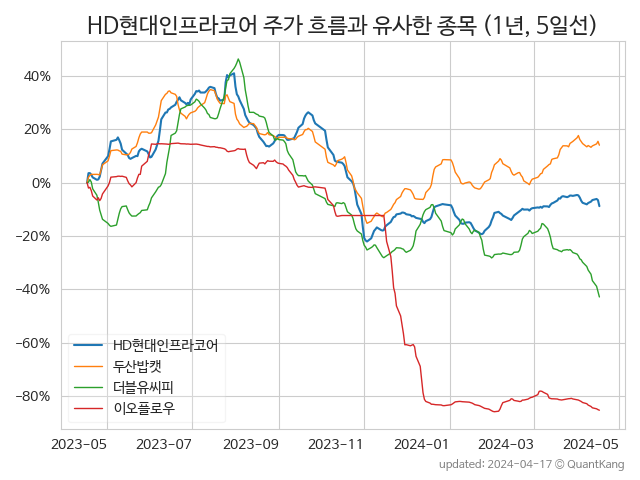 HD현대인프라코어 주가 흐름과 유사한 종목 (1년, 5일선)
40%
20%
0%
−20%
−40%
−60%
−80%
HD현대인프라코어
두산밥캣
더블유씨피
이오플로우
2023-05 2023-07 2023-09 2023-11 2024-01 2024-03 2024-05
updated: 2024-04-17 © QuantKang